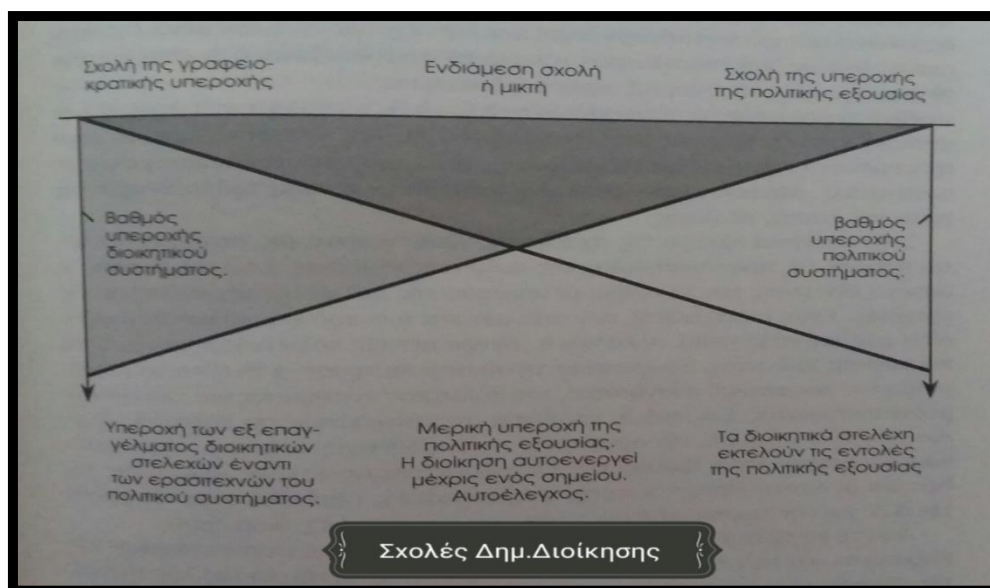 Σχολή της γραφειο-
κρατικής υπεροχής
Ενδιάμεση σχολή
ή μικτή
Σχολή της υπεροχής
της πολιτικής εξουσίας
Βαθμός
υπεροχής
διοικητικού
συστήματος.
βαθμός
υπεροχής
πολιτικού
συστήματος.
Υπεροχή των εξ επαγ-
γέλματος διοικητικών
στελεχών έναντι
των ερασιτεχνών του
πολιτικού συστήματος.
Μερική υπεροχή της
πολιτικής εξουσίας.
Η διοίκηση αυτοενεργεί
μέχρις ενός σημείου.
Αυτοέλεγχος.
Τα διοικητικά στελέχη
εκτελούν τις εντολές
της πολιτικής εξουσίας
Σχολές Δημ.Διοίκησης